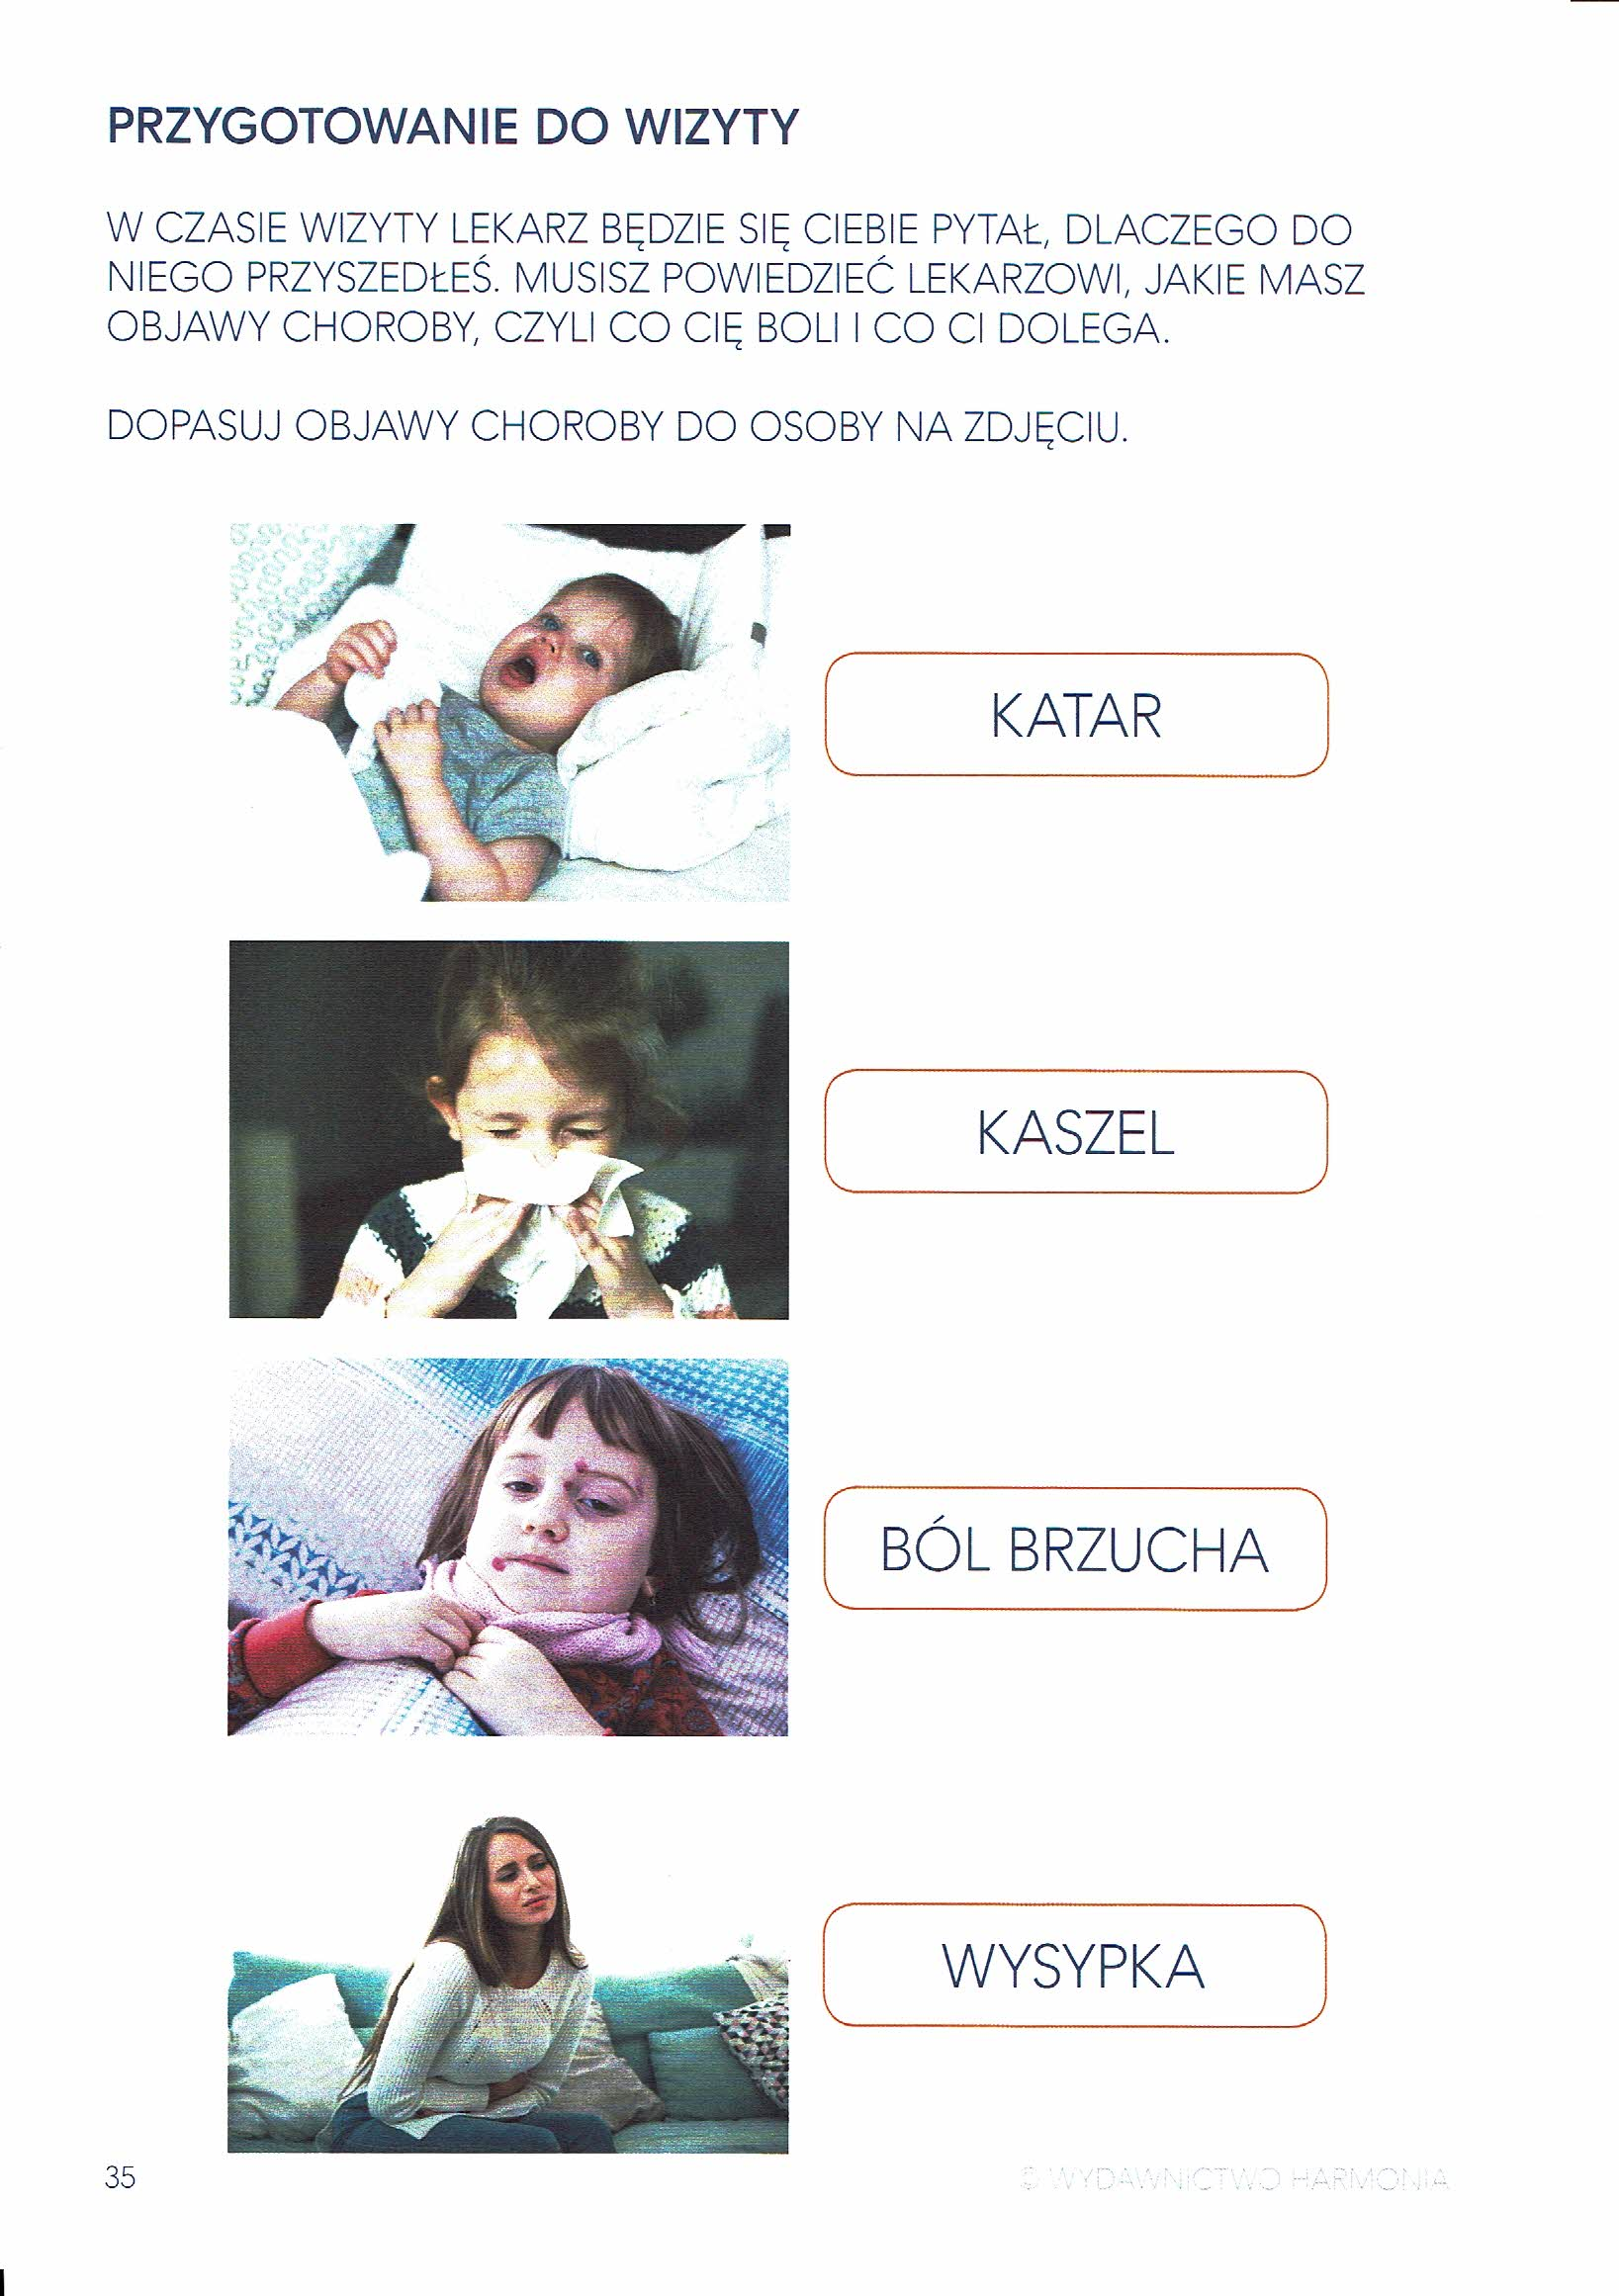 PRZYGOTOWANIE DO WIZYTY
W CZASIE WIZYTY LEKARZ BĘDZIE SIĘ CIEBIE PYTAŁ, DLACZEGO DO
NIEGO PRZYSZEDŁEŚ. MUSISZ POWIEDZIEĆ LEKARZOWI, JAKIE MASZ
OBJAWY CHOROBY, CZYLI CO CIĘ BOLI I CO CI DOLEGA.
DOPASUJ OBJAWY CHOROBY DO OSOBY NA ZDJĘCIU.
KATAR
KASZEL
BÓL BRZUCHA
WYSYPKA
35
© WYDAWNICTWO HARMONIA